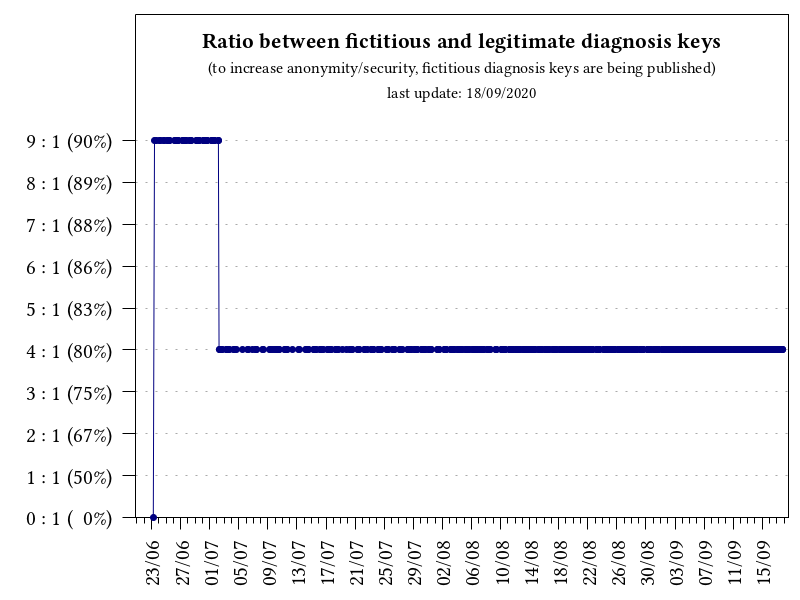 Ratio between fictitious and legitimate diagnosis keys
(to increase anonymity/security, fictitious diagnosis keys are being published)
last update: 18/09/2020
9 : 1 (90%)
8 : 1 (89%)
7 : 1 (88%)
6 : 1 (86%)
5 : 1 (83%)
4 : 1 (80%)
3 : 1 (75%)
2 : 1 (67%)
1 : 1 (50%)
0 : 1 (  0%)
23/06
27/06
01/07
05/07
09/07
13/07
17/07
21/07
25/07
29/07
02/08
06/08
10/08
14/08
18/08
22/08
26/08
30/08
03/09
07/09
11/09
15/09